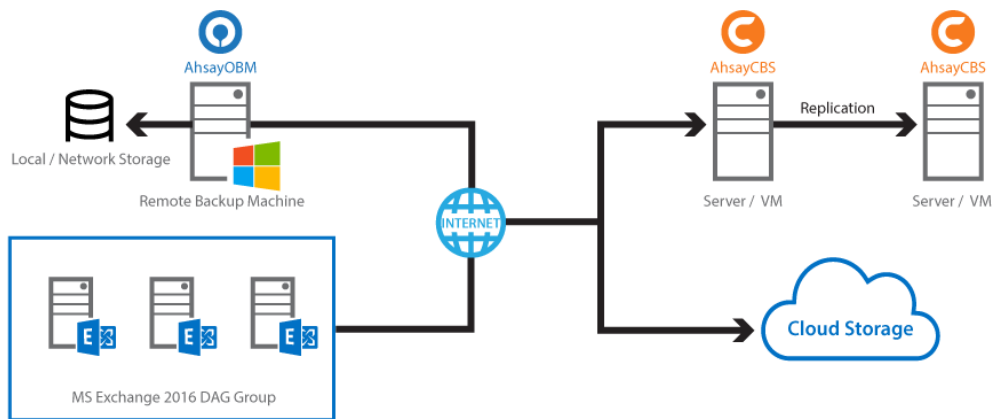 AhsayOBM
AhsayCBS
AhsayCBS
Replication
Local / Network Storage
Remote Backup Machine
Server / VM
Server / VM
INTERNET
E
E
E
Cloud Storage
MS Exchange 2016 DAG Group